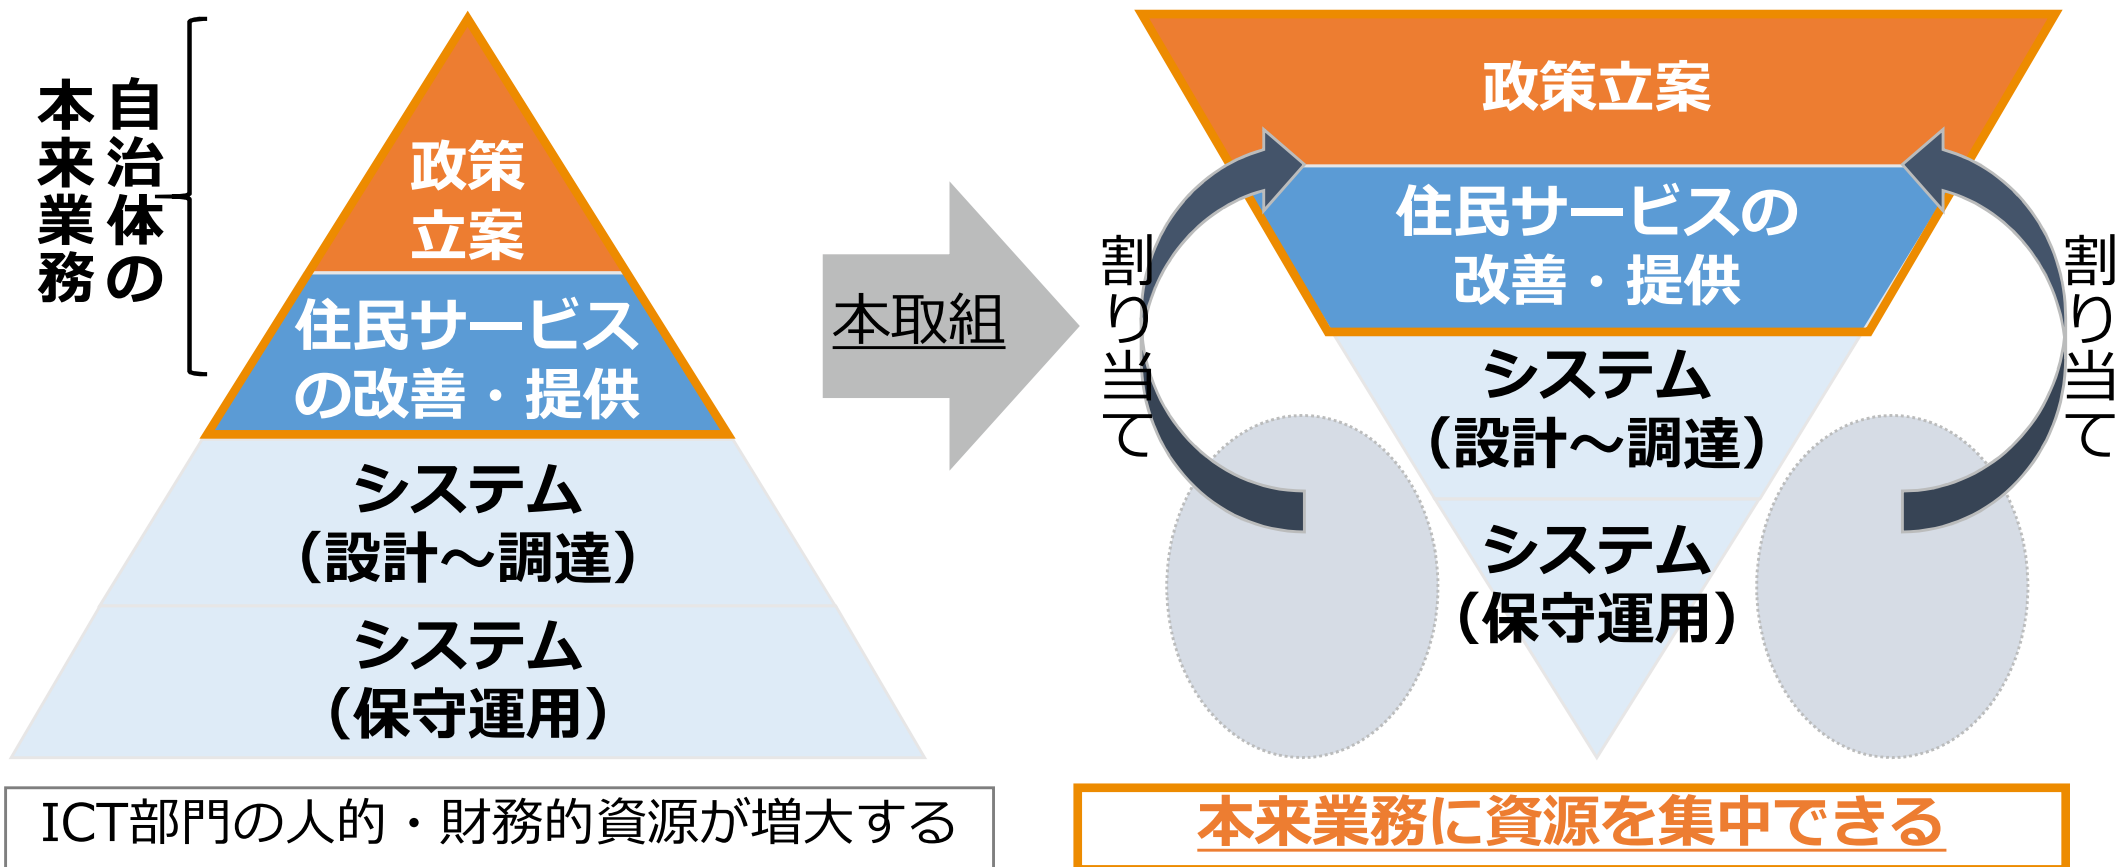 自治体の
本来業務
政策
立案
住民サービス
の改善・提供
システム
（設計～調達）
システム
（保守運用）
ICT部門の人的・財務的資源が増大する
本取組
政策立案
住民サービスの
改善・提供
システム
（設計～調達）
システム
（保守運用）
割り当て
割り当て
本来業務に資源を集中できる